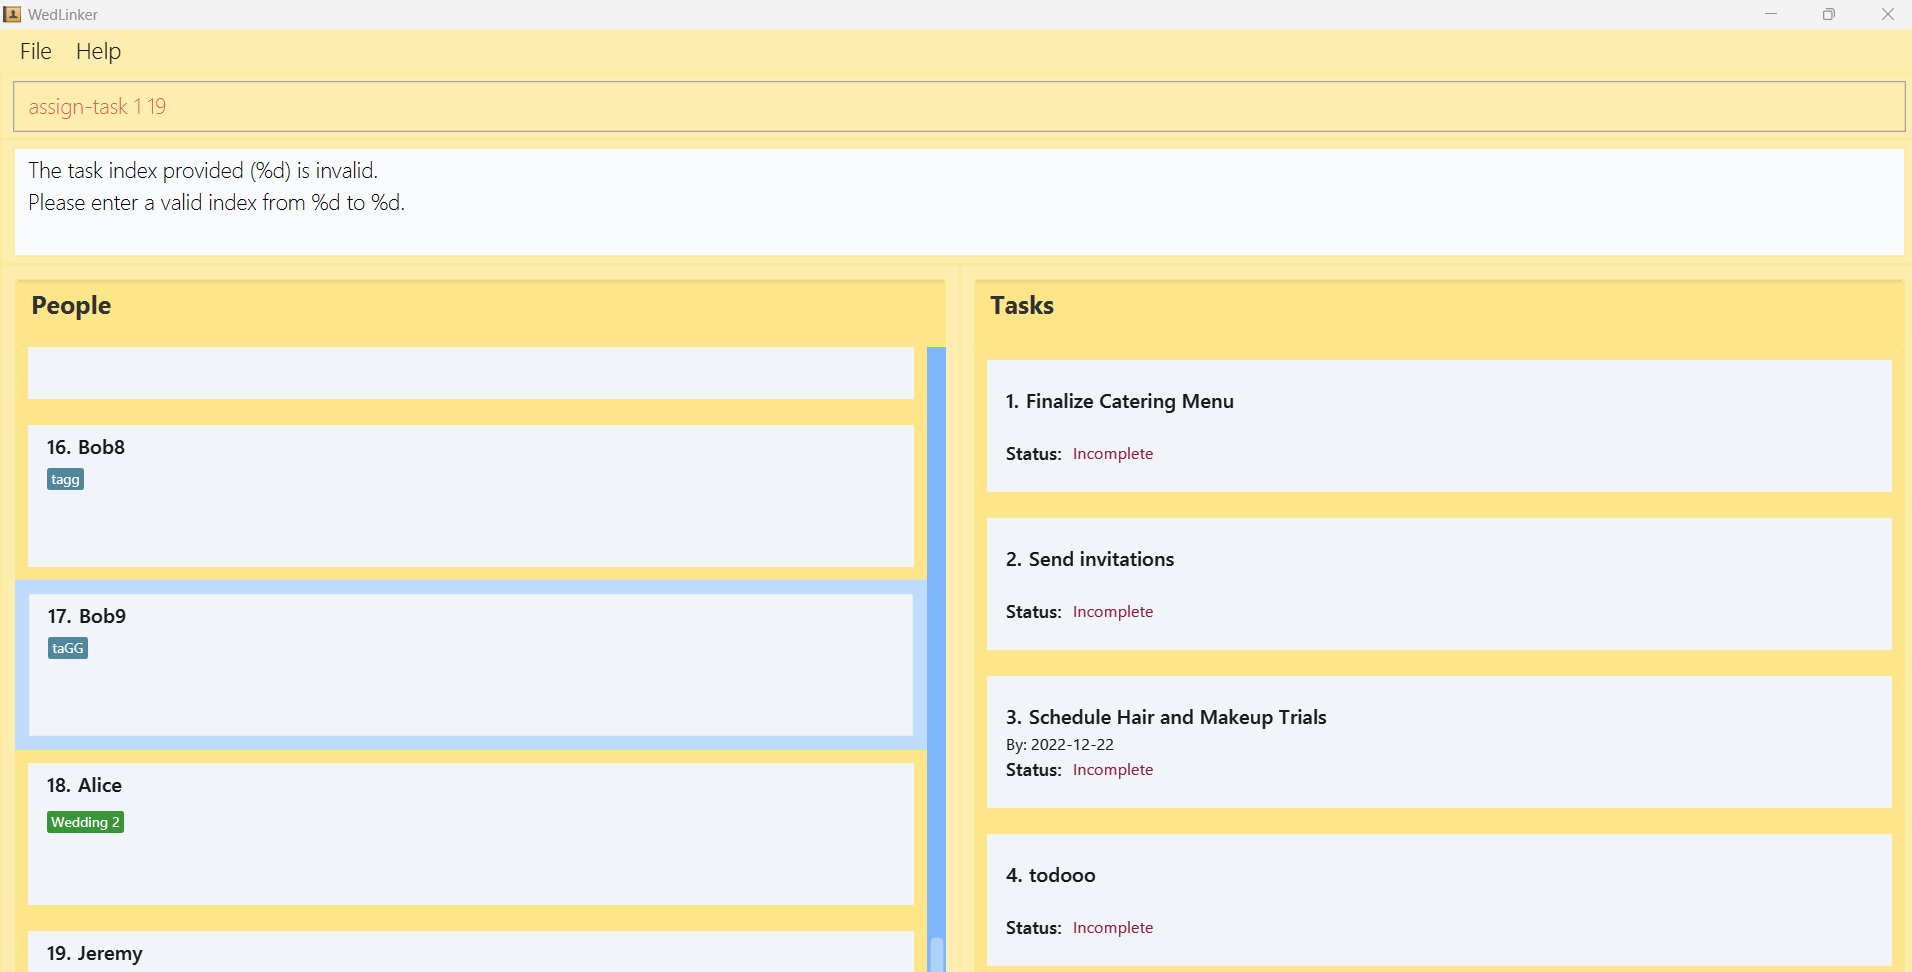 WedLinker
File Help
assign-task 1 19
The task index provided (%d) is invalid.
Please enter a valid index from %d to %d.
People
16. Bob8
tagg
17. Bob9
taGG
18. Alice
Wedding 2
19. Jeremy
Tasks
1. Finalize Catering Menu
Status: Incomplete
2. Send invitations
Status: Incomplete
3. Schedule Hair and Makeup Trials
By: 2022-12-22
Status: Incomplete
4. todooo
Status: Incomplete